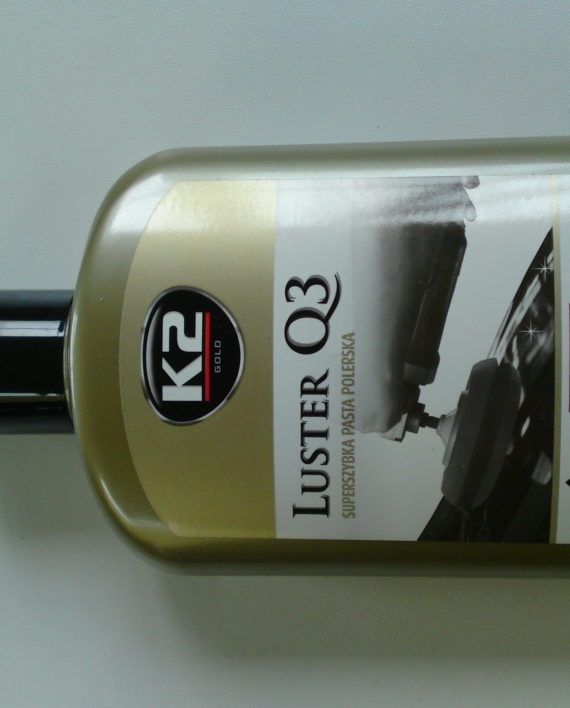 K2
GOLD
LUSTER Q3
SUPERSZYBKA PASTA POLERSKA